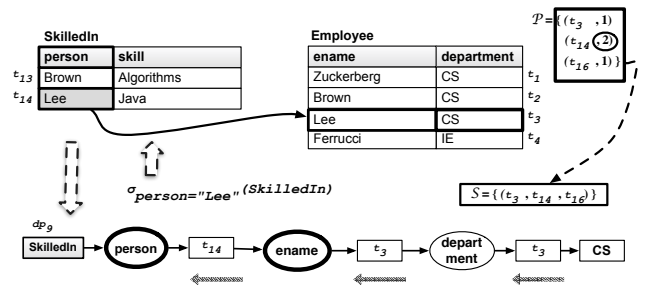 SkilledIn
person skill
t13 Brown Algorithms
t14 Lee Java
Employee
ename department
Zuckerberg CS t1
Brown CS t2
Lee CS t3
Ferrucci IE t4
P={(t3 ,1)
(t14 ,2)
(t16 ,1)}
σperson="Lee"(SkilledIn)
S={(t3 ,t14 ,t16)}
dp9
SkilledIn person t14 ename t3 depart
ment t3 CS